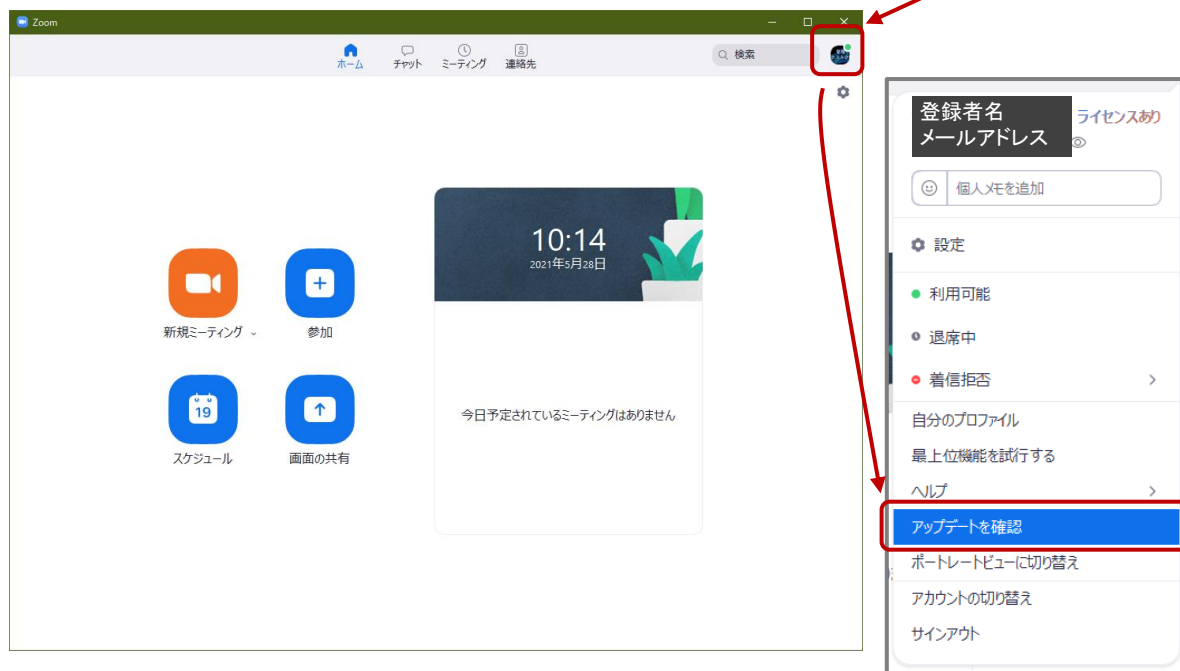 Zoom
ホーム
チャット
ミーティング
連絡先
検索
10:14
2021年5月28日
新規ミーティング
参加
19
スケジュール
画面の共有
今日予定されているミーティングはありません
登録者名
メールアドレス
ライセンスあり
個人メモを追加
設定
利用可能
退席中
着信拒否
自分のプロファイル
最上位機能を試行する
ヘルプ
アップデートを確認
ポートレートビューに切り替え
アカウントの切り替え
サインアウト